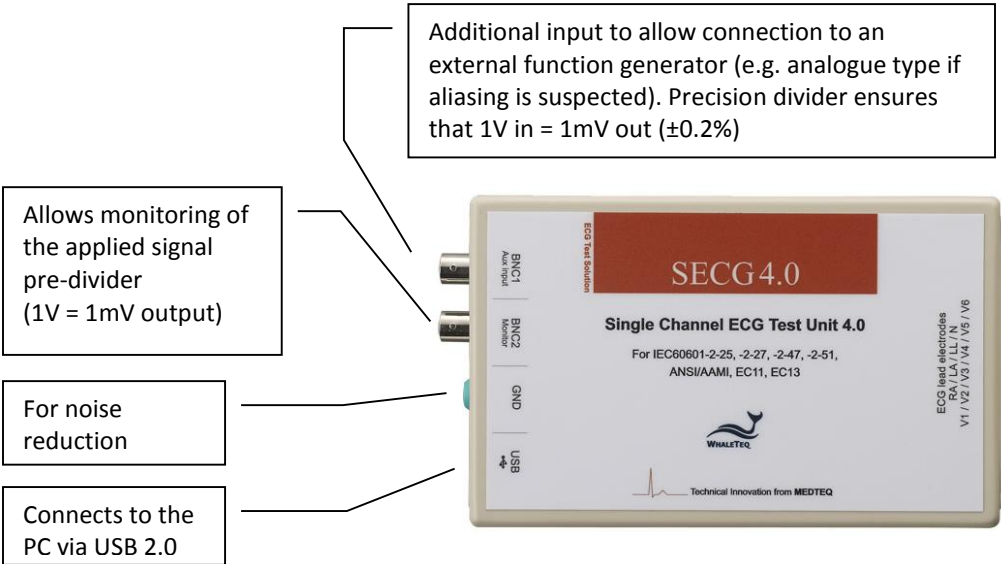 Additional input to allow connection to an
external function generator (e.g. analogue type if
aliasing is suspected). Precision divider ensures
that 1V in = 1mV out (±0.2%)
Allows monitoring of
the applied signal
pre-divider
(1V = 1mV output)
For noise
reduction
Connects to the
PC via USB 2.0
BNC1
Aux Input
BNC2
Monitor
GND
USB
ECG Test Solution
SECG 4.0
Single Channel ECG Test Unit 4.0
For IEC60601-2-25, -2-27, -2-47, -2-51,
ANSI/AAMI, EC11, EC13
WHALETEQ
Technical Innovation from MEDTEQ
ECG lead electrodes
RA / LA / LL / N
V1 / V2 / V3 / V4 / V5 / V6